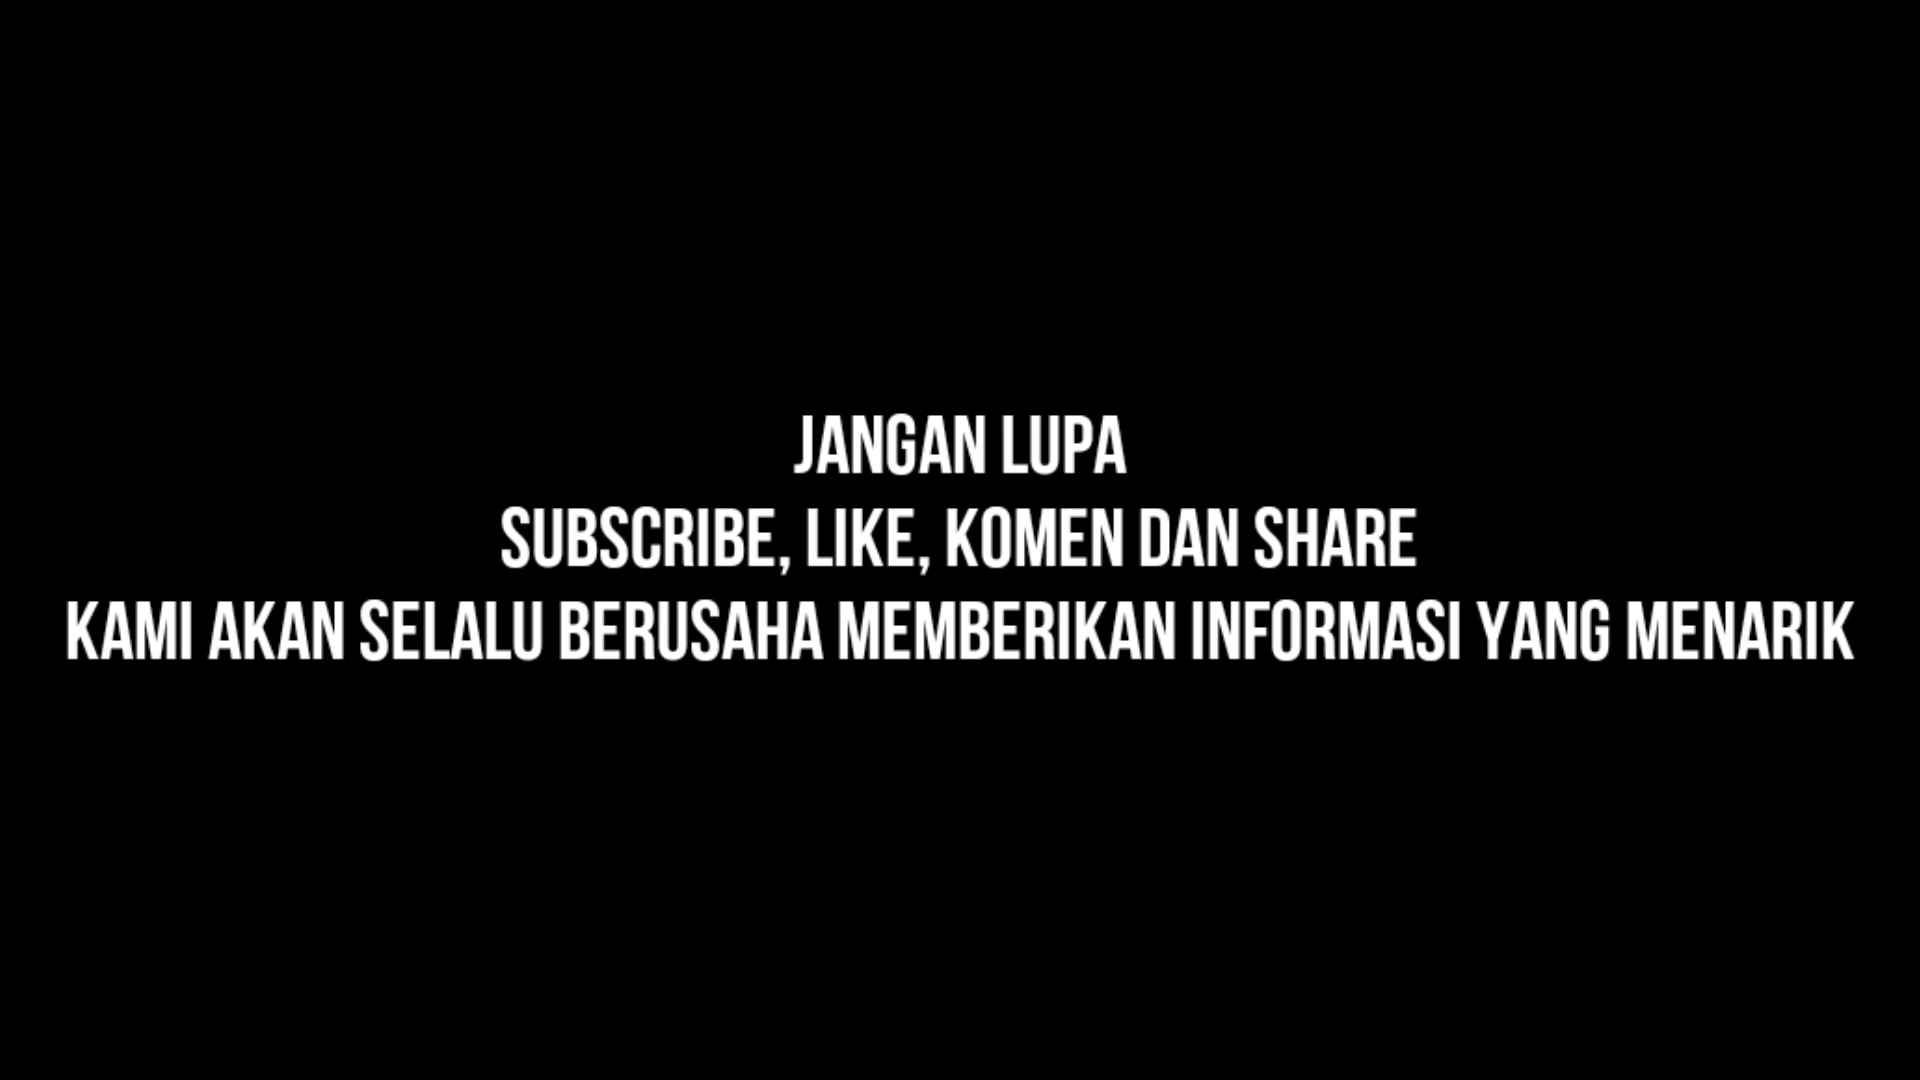 JANGAN LUPA
SUBSCRIBE, LIKE, KOMEN DAN SHARE
KAMI AKAN SELALU BERUSAHA MEMBERIKAN INFORMASI YANG MENARIK